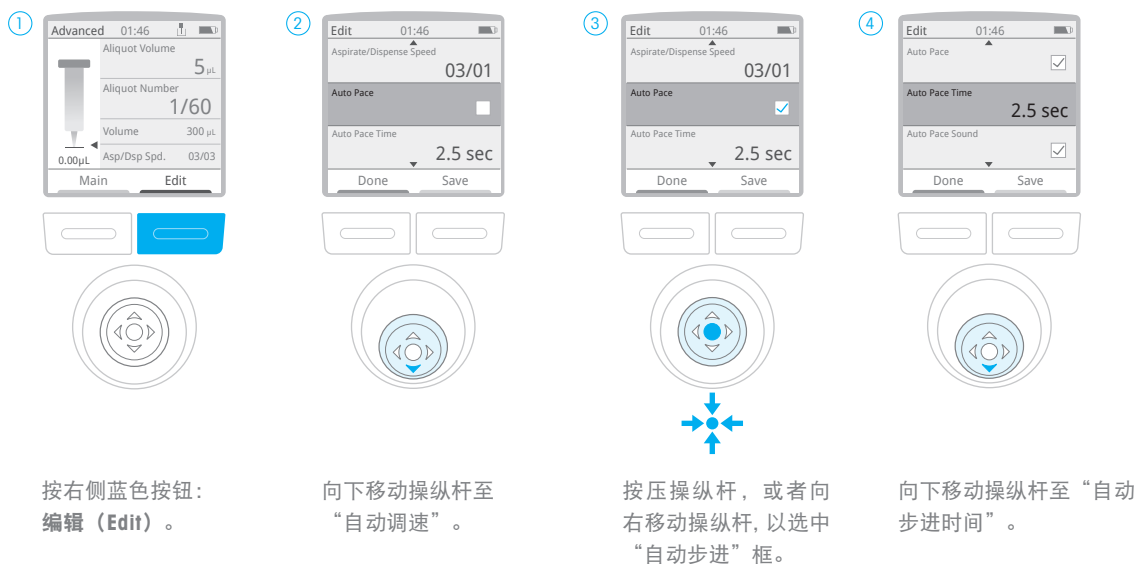 1
Advanced 01:46
Aliquot Volume
5 µL
Aliquot Number
1/60
Volume 300 µL
0.00µL
Asp/Dsp Spd. 03/03
Main Edit
按右侧蓝色按钮：
编辑（Edit）。
2
Edit 01:46
Aspirate/Dispense Speed
03/01
Auto Pace
Auto Pace Time
2.5 sec
Done Save
向下移动操纵杆至
“自动调速”。
3
Edit 01:46
Aspirate/Dispense Speed
03/01
Auto Pace
Auto Pace Time
2.5 sec
Done Save
按压操纵杆，或者向
右移动操纵杆，以选中
“自动步进”框。
4
Edit 01:46
Auto Pace
Auto Pace Time
2.5 sec
Auto Pace Sound
Done Save
向下移动操纵杆至“自动
步进时间”。